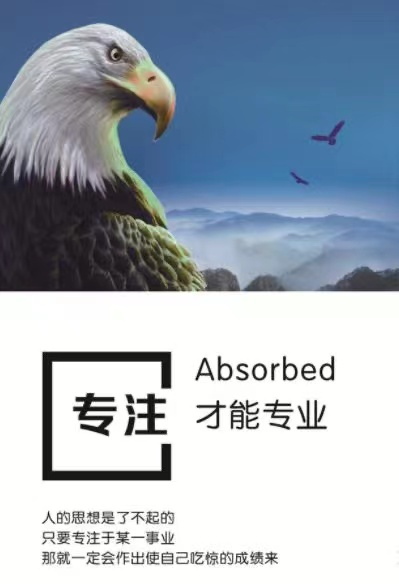 专注
Absorbed
才能专业
人的思想是了不起的
只要专注于某一事业
那就一定会作出使自己吃惊的成绩来